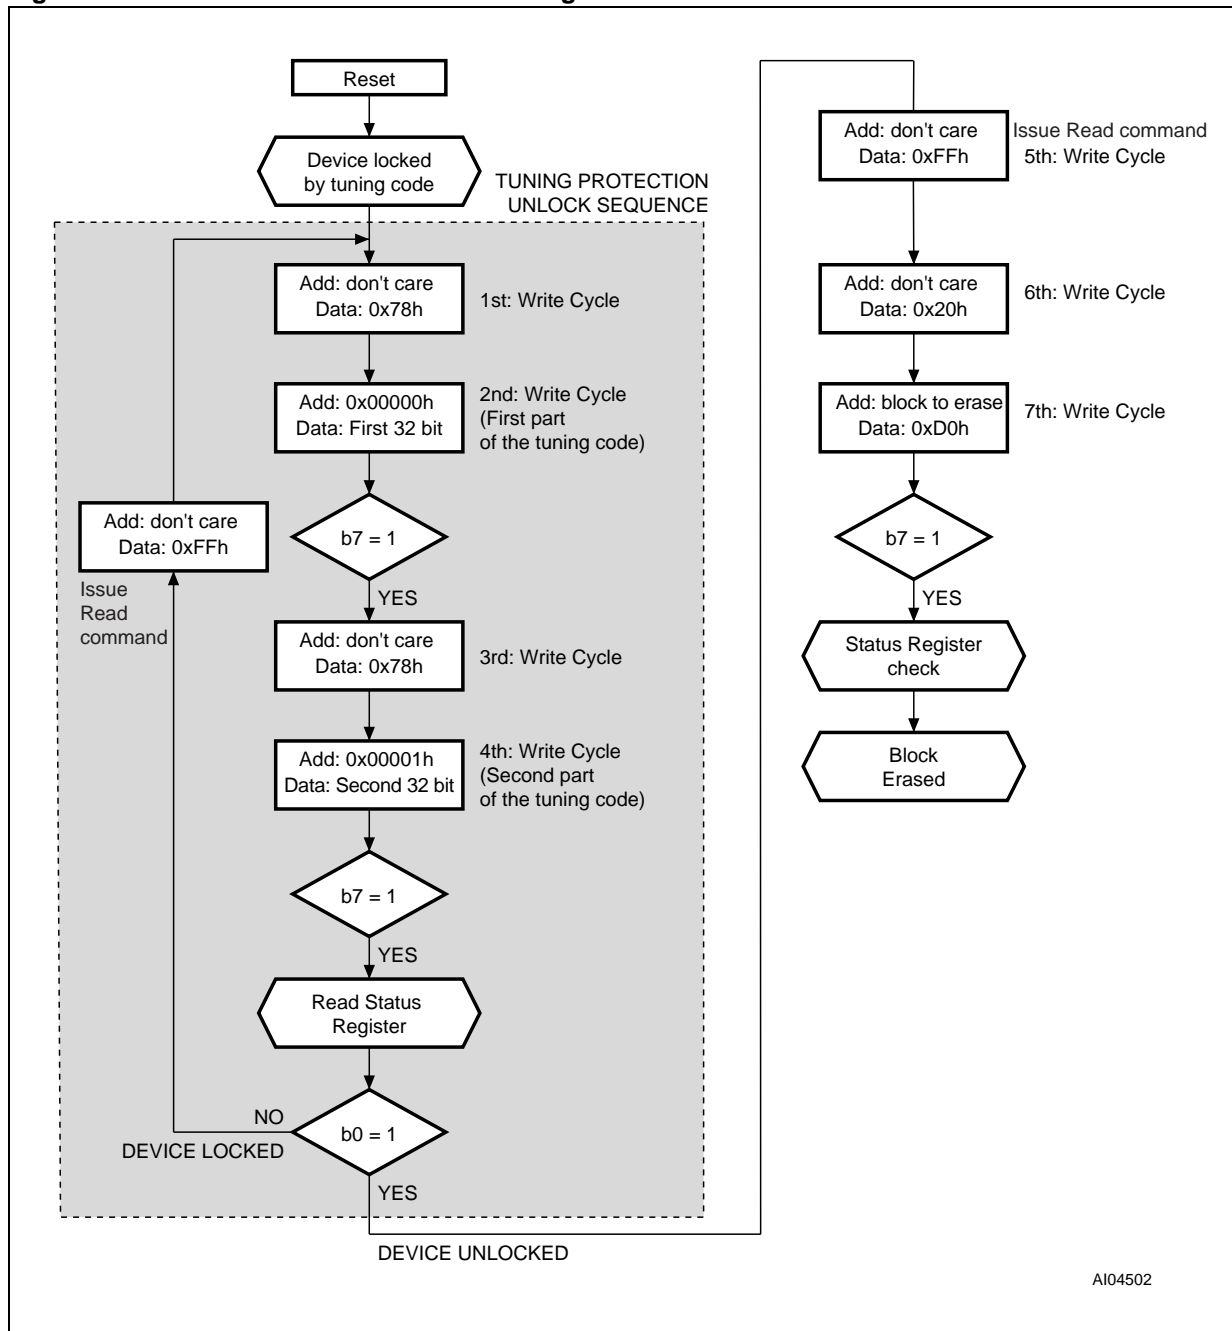 Reset
Device locked
by tuning code
TUNING PROTECTION
UNLOCK SEQUENCE
Add: don't care
Data: 0x78h
1st: Write Cycle
Add: 0x00000h
Data: First 32 bit
2nd: Write Cycle
(First part
of the tuning code)
b7 = 1
YES
Add: don't care
Data: 0xFFh
Issue
Read
command
Add: don't care
Data: 0x78h
3rd: Write Cycle
Add: 0x00001h
Data: Second 32 bit
4th: Write Cycle
(Second part
of the tuning code)
b7 = 1
YES
Read Status
Register
b0 = 1
NO
DEVICE LOCKED
YES
DEVICE UNLOCKED
Add: don't care
Data: 0xFFh
Issue Read command
5th: Write Cycle
Add: don't care
Data: 0x20h
6th: Write Cycle
Add: block to erase
Data: 0xD0h
7th: Write Cycle
b7 = 1
YES
Status Register
check
Block
Erased
AI04502